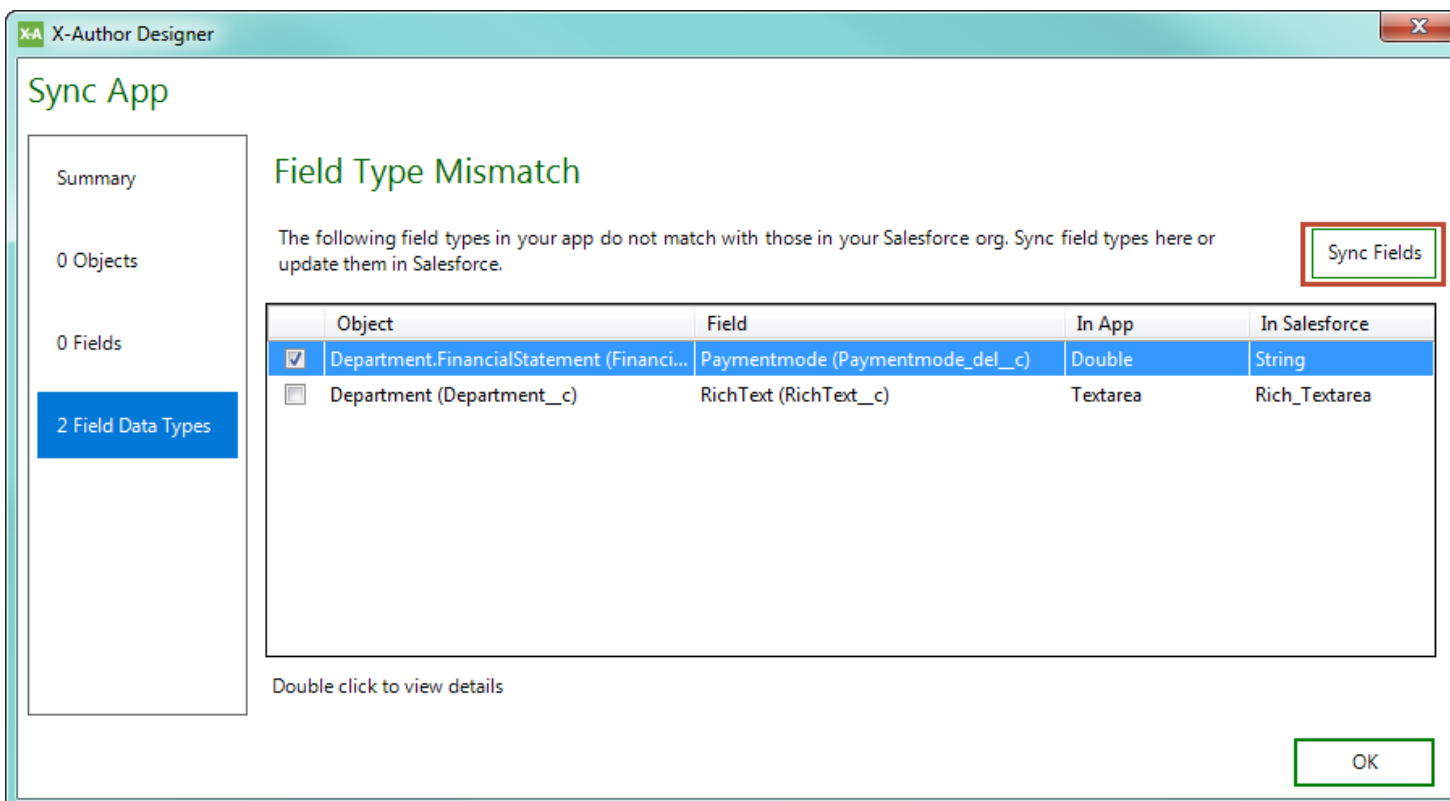 X-A X-Author Designer
Sync App
Summary
0 Objects
0 Fields
2 Field Data Types
Field Type Mismatch
The following field types in your app do not match with those in your Salesforce org. Sync field types here or
update them in Salesforce.
Sync Fields
Object Field In App In Salesforce
Department.FinancialStatement (Financi... Paymentmode (Paymentmode_del__c) Double String
Department (Department__c) RichText (RichText__c) Textarea Rich_Textarea
Double click to view details
OK